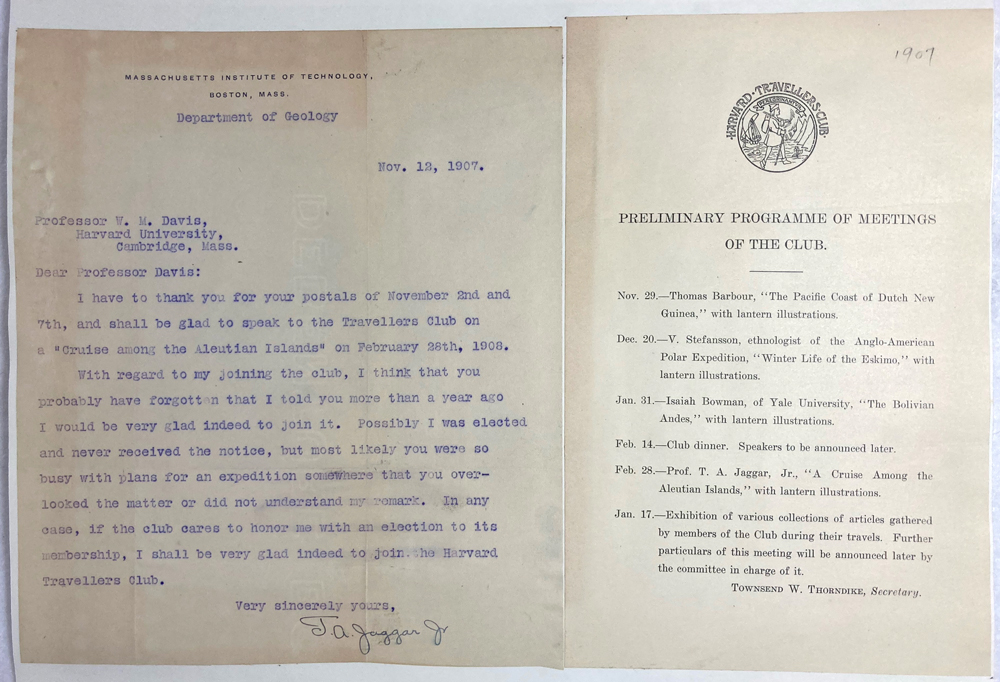 MASSACHUSETTS INSTITUTE OF TECHNOLOGY,
BOSTON, MASS.
Department of Geology
Nov. 12, 1907.
Professor W. M. Davis,
Harvard University,
Cambridge, Mass.
Dear Professor Davis:
I have to thank you for your postals of November 2nd and
7th, and shall be glad to speak to the Travellers Club on
a "Cruise among the Aleutian Islands" on February 28th, 1908.
With regard to my joining the club, I think that you
probably have forgotten that I told you more than a year ago
I would be very glad indeed to join it. Possibly I was elected
and never received the notice, but most likely you were so
busy with plans for an expedition somewhere that you over-
looked the matter or did not understand my remark. In any
case, if the club cares to honor me with an election to its
membership, I shall be very glad indeed to join the Harvard
Travellers Club.
Very sincerely yours,
T. A. Jaggar Jr
1907
HARVARD·TRAVELLERS·CLUB·
PRELIMINARY PROGRAMME OF MEETINGS
OF THE CLUB.
Nov. 29.—Thomas Barbour, "The Pacific Coast of Dutch New
Guinea," with lantern illustrations.
Dec. 20.—V. Stefansson, ethnologist of the Anglo-American
Polar Expedition, "Winter Life of the Eskimo," with
lantern illustrations.
Jan. 31.—Isaiah Bowman, of Yale University, "The Bolivian
Andes," with lantern illustrations.
Feb. 14.—Club dinner. Speakers to be announced later.
Feb. 28.—Prof. T. A. Jaggar, Jr., "A Cruise Among the
Aleutian Islands," with lantern illustrations.
Jan. 17.—Exhibition of various collections of articles gathered
by members of the Club during their travels. Further
particulars of this meeting will be announced later by
the committee in charge of it.
TOWNSEND W. THORNDIKE, Secretary.